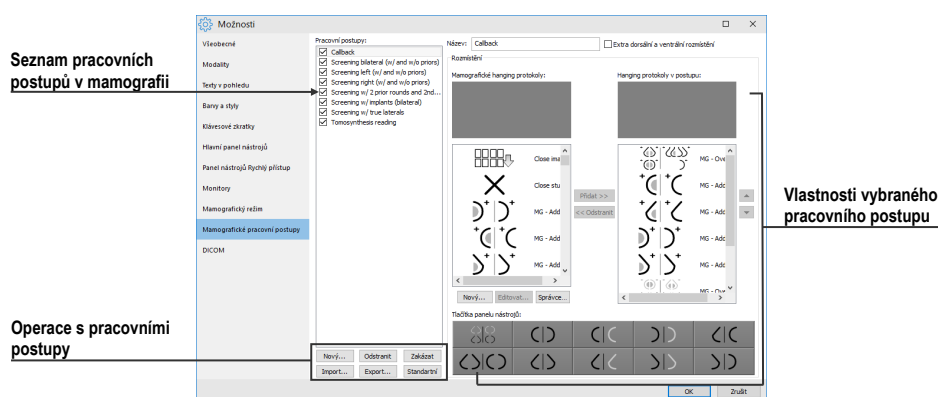 Možnosti
Všeobecné
Modality
Texty v pohledu
Barvy a styly
Klávesové zkratky
Hlavní panel nástrojů
Panel nástrojů Rychlý přístup
Monitory
Mamografický režim
Mamografické pracovní postupy
DICOM
Seznam pracovních
postupů v mamografii
Operace s pracovními
postupy
Pracovní postupy:
Callback
Screening bilateral (w/ and w/o priors)
Screening left (w/ and w/o priors)
Screening right (w/ and w/o priors)
Screening w/ 2 prior rounds and 2nd...
Screening w/ implants (bilateral)
Screening w/ true laterals
Tomosynthesis reading
Nový... Odstranit Zakázat
Import... Export... Standartní
Název: Callback Extra dorsální a ventrální rozmístění
Rozmístění
Mamografické hanging protokoly:
Close ima
Close stu
MG - Add
MG - Add
MG - Add
Nový... Editovat... Správce...
Přidat >>
<< Odstranit
Hanging protokoly v postupu:
MG - Ove
MG - Add
MG - Add
MG - Add
MG - Add
MG - Ove
Tlačítka panelu nástrojů:
OK Zrušit
Vlastnosti vybraného
pracovního postupu